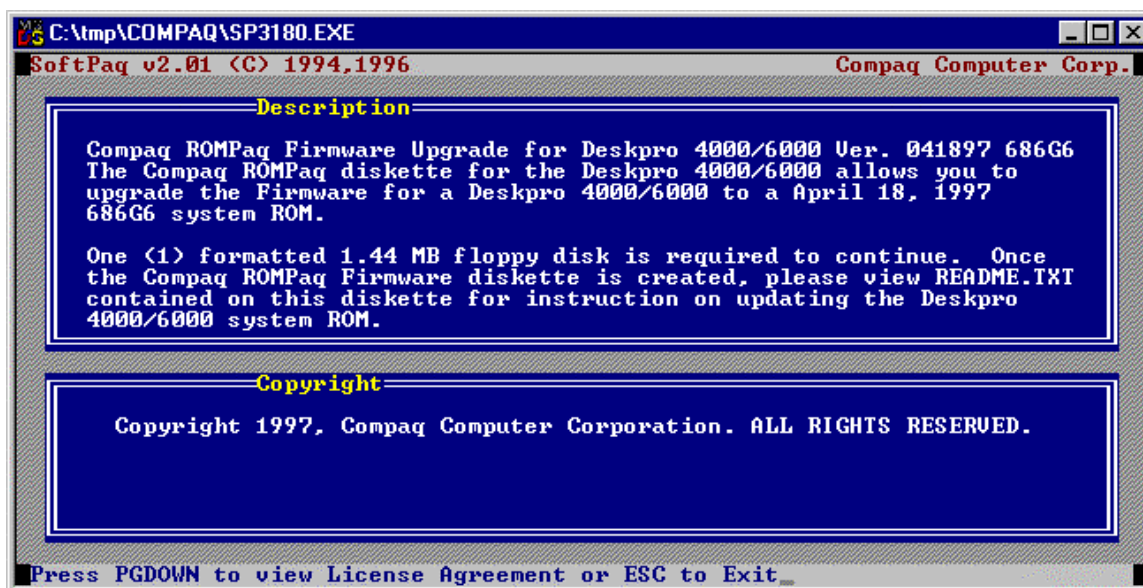 C:\tmp\COMPAQ\SP3180.EXE
SoftPaq v2.01 (C) 1994,1996 Compaq Computer Corp.
Description
Compaq ROMPaq Firmware Upgrade for Deskpro 4000/6000 Ver. 041897 686G6
The Compaq ROMPaq diskette for the Deskpro 4000/6000 allows you to
upgrade the Firmware for a Deskpro 4000/6000 to a April 18, 1997
686G6 system ROM.
One (1) formatted 1.44 MB floppy disk is required to continue.  Once
the Compaq ROMPaq Firmware diskette is created, please view README.TXT
contained on this diskette for instruction on updating the Deskpro
4000/6000 system ROM.
Copyright
Copyright 1997, Compaq Computer Corporation. ALL RIGHTS RESERVED.
Press PGDOWN to view License Agreement or ESC to Exit_